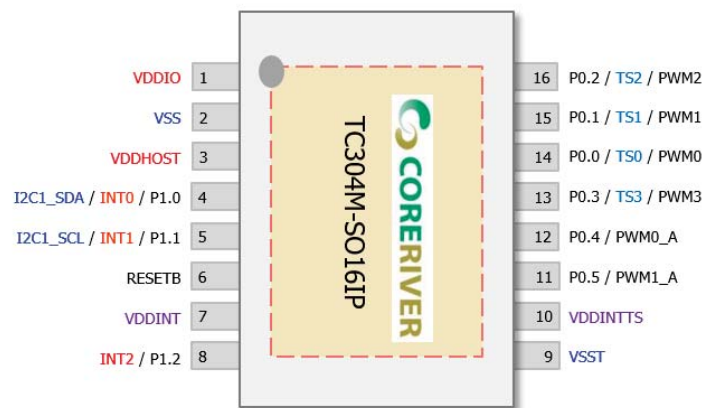 VDDIO 1
VSS 2
VDDHOST 3
I2C1_SDA / INT0 / P1.0 4
I2C1_SCL / INT1 / P1.1 5
RESETB 6
VDDINT 7
INT2 / P1.2 8
TC304M-SO16IP
CORERIVER
16 P0.2 / TS2 / PWM2
15 P0.1 / TS1 / PWM1
14 P0.0 / TS0 / PWM0
13 P0.3 / TS3 / PWM3
12 P0.4 / PWM0_A
11 P0.5 / PWM1_A
10 VDDINTTS
9 VSST